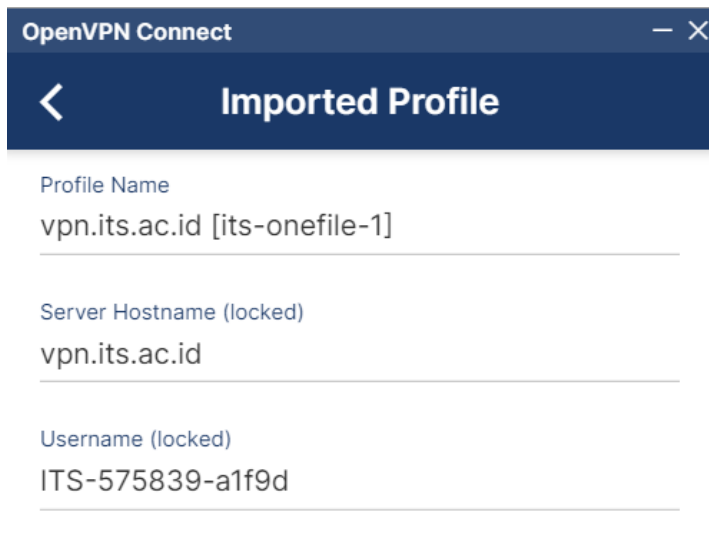 OpenVPN Connect
Imported Profile
Profile Name
vpn.its.ac.id [its-onefile-1]
Server Hostname (locked)
vpn.its.ac.id
Username (locked)
ITS-575839-a1f9d